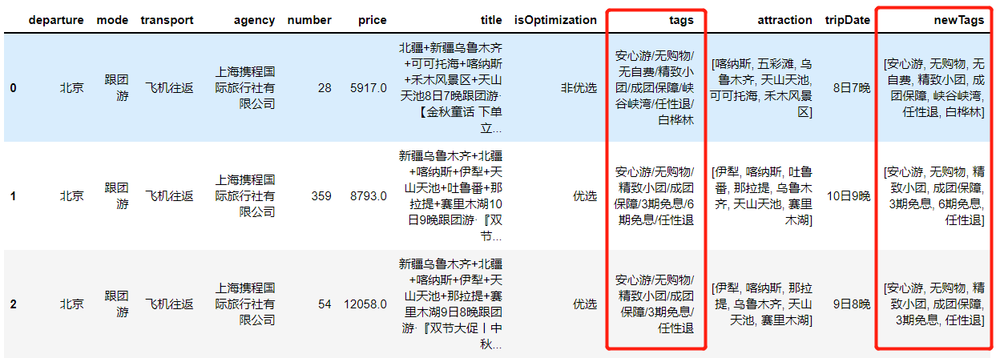 departure mode transport agency number price title isOptimization tags attraction tripDate newTags
0 北京 跟团游 飞机往返 上海携程国际旅行社有限公司 28 5917.0 北疆+新疆乌鲁木齐+可可托海+喀纳斯+禾木风景区+天山天池8日7晚跟团游·【金秋童话 下单立... 非优选 安心游/无购物/无自费/精致小团/成团保障/峡谷峡湾/任性退/白桦林 [喀纳斯, 五彩滩, 乌鲁木齐, 天山天池, 可可托海, 禾木风景区] 8日7晚 [安心游, 无购物, 无自费, 精致小团, 成团保障, 峡谷峡湾, 任性退, 白桦林]
1 北京 跟团游 飞机往返 上海携程国际旅行社有限公司 359 8793.0 新疆乌鲁木齐+北疆+喀纳斯+伊犁+天山天池+吐鲁番+那拉提+赛里木湖10日9晚跟团游·『双节... 优选 安心游/无购物/精致小团/成团保障/3期免息/6期免息/任性退 [伊犁, 喀纳斯, 吐鲁番, 那拉提, 乌鲁木齐, 天山天池, 赛里木湖] 10日9晚 [安心游, 无购物, 精致小团, 成团保障, 3期免息, 6期免息, 任性退]
2 北京 跟团游 飞机往返 上海携程国际旅行社有限公司 54 12058.0 新疆乌鲁木齐+北疆+喀纳斯+伊犁+天山天池+那拉提+赛里木湖9日8晚跟团游·『双节大促丨中秋... 优选 安心游/无购物/精致小团/成团保障/3期免息/任性退 [伊犁, 喀纳斯, 那拉提, 乌鲁木齐, 天山天池, 赛里木湖] 9日8晚 [安心游, 无购物, 精致小团, 成团保障, 3期免息, 任性退]